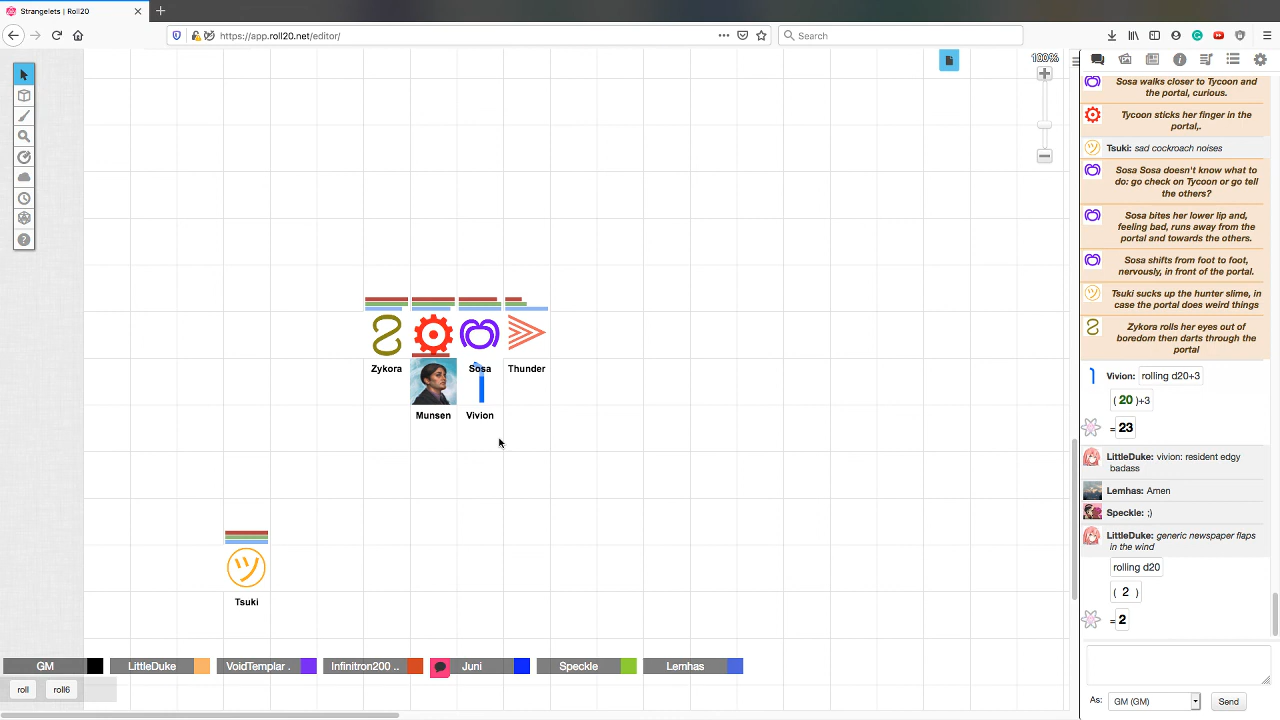 Strangelets | Roll20
https://app.roll20.net/editor/
Search
100%
Sosa walks closer to Tycoon and
the portal, curious.
Tycoon sticks her finger in the
portal,.
Tsuki: sad cockroach noises
Sosa Sosa doesn't know what to
do: go check on Tycoon or go tell
the others?
Sosa bites her lower lip and,
feeling bad, runs away from the
portal and towards the others.
Sosa shifts from foot to foot,
nervously, in front of the portal.
Tsuki sucks up the hunter slime, in
case the portal does weird things
Zykora rolls her eyes out of
boredom then darts through the
portal
Vivion: rolling d20+3
( 20 )+3
= 23
LittleDuke: vivion: resident edgy
badass
Lemhas: Amen
Speckle: ;)
LittleDuke: generic newspaper flaps
in the wind
rolling d20
( 2 )
= 2
Zykora Sosa Thunder
Munsen Vivion
ツ
Tsuki
GM LittleDuke VoidTemplar . Infinitron200 .. Juni Speckle Lemhas
roll roll6
As: GM (GM) Send